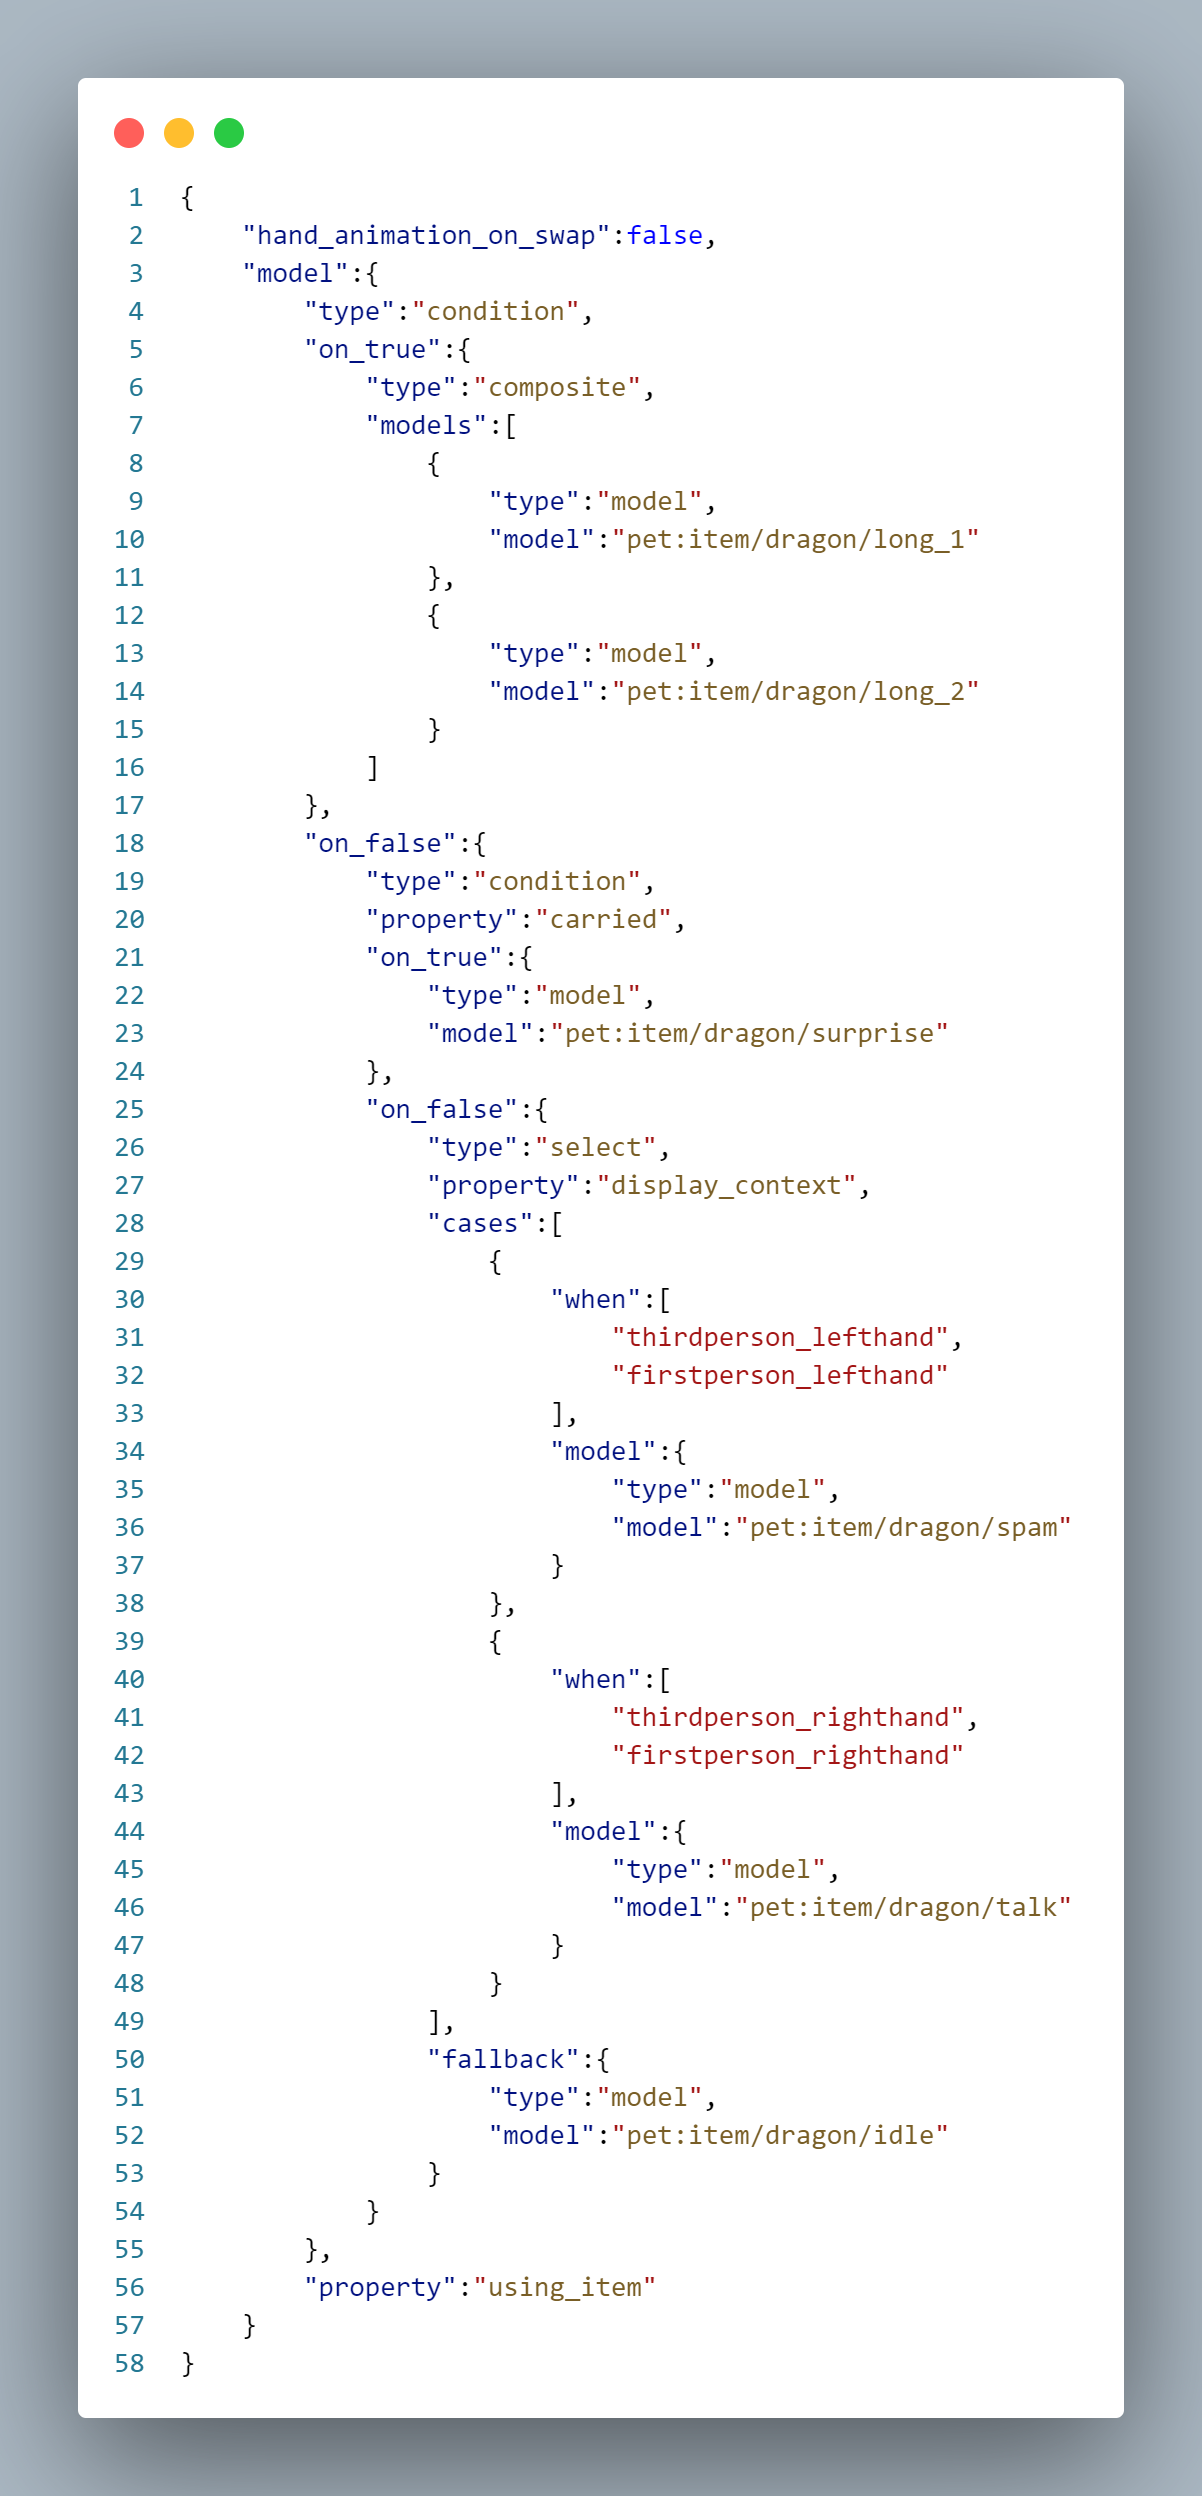 1 {
2     "hand_animation_on_swap":false,
3     "model":{
4         "type":"condition",
5         "on_true":{
6             "type":"composite",
7             "models":[
8                 {
9                     "type":"model",
10                     "model":"pet:item/dragon/long_1"
11                 },
12                 {
13                     "type":"model",
14                     "model":"pet:item/dragon/long_2"
15                 }
16             ]
17         },
18         "on_false":{
19             "type":"condition",
20             "property":"carried",
21             "on_true":{
22                 "type":"model",
23                 "model":"pet:item/dragon/surprise"
24             },
25             "on_false":{
26                 "type":"select",
27                 "property":"display_context",
28                 "cases":[
29                     {
30                         "when":[
31                             "thirdperson_lefthand",
32                             "firstperson_lefthand"
33                         ],
34                         "model":{
35                             "type":"model",
36                             "model":"pet:item/dragon/spam"
37                         }
38                     },
39                     {
40                         "when":[
41                             "thirdperson_righthand",
42                             "firstperson_righthand"
43                         ],
44                         "model":{
45                             "type":"model",
46                             "model":"pet:item/dragon/talk"
47                         }
48                     }
49                 ],
50                 "fallback":{
51                     "type":"model",
52                     "model":"pet:item/dragon/idle"
53                 }
54             }
55         },
56         "property":"using_item"
57     }
58 }